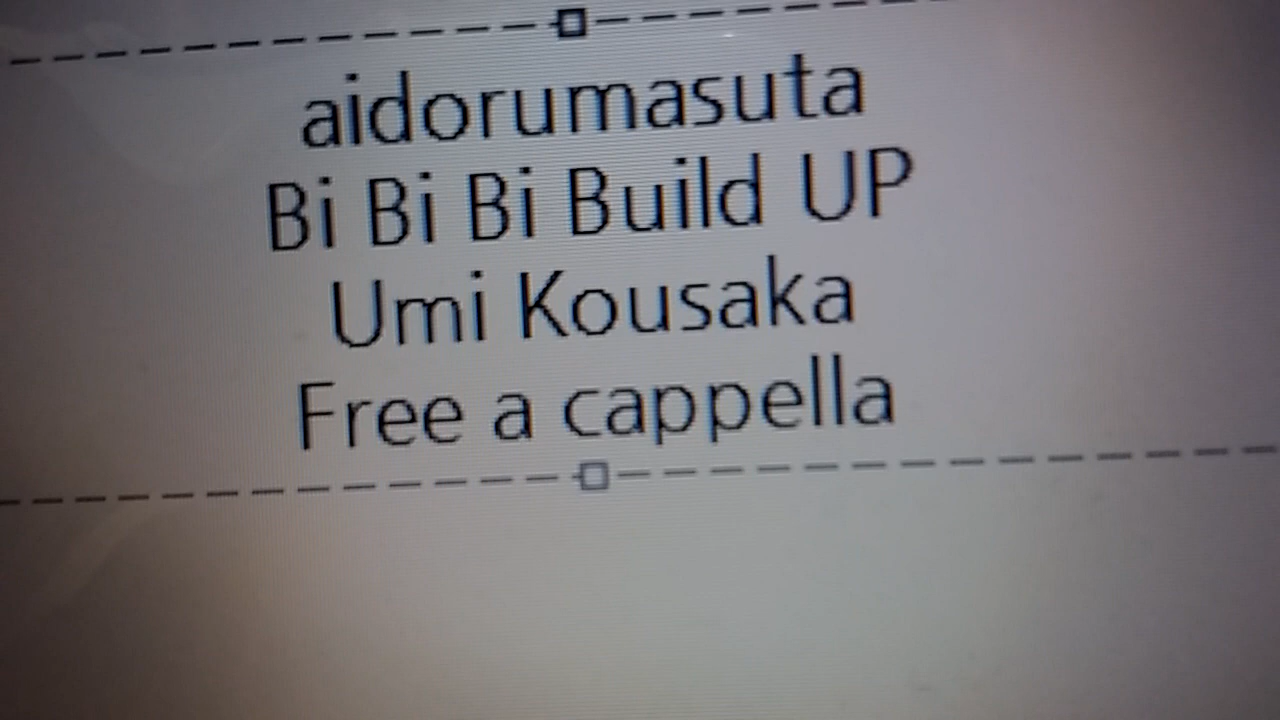 aidorumasuta
Bi Bi Bi Build UP
Umi Kousaka
Free a cappella